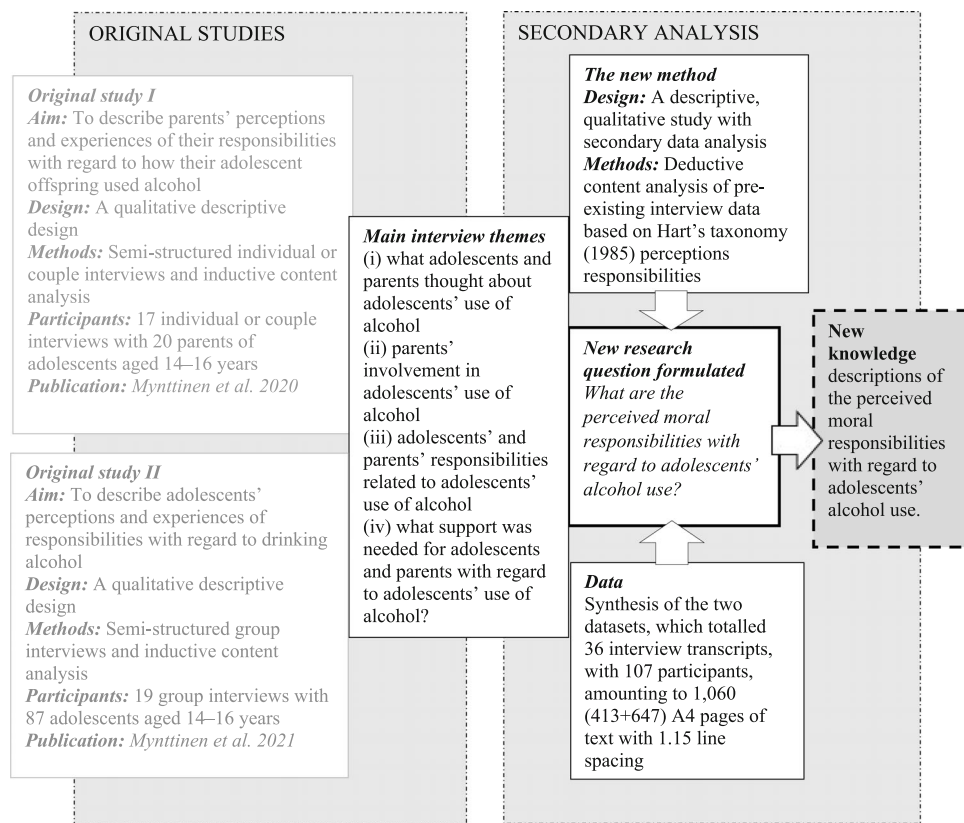 ORIGINAL STUDIES
Original study I
Aim: To describe parents’ perceptions
and experiences of their responsibilities
with regard to how their adolescent
offspring used alcohol
Design: A qualitative descriptive
design
Methods: Semi-structured individual or
couple interviews and inductive content
analysis
Participants: 17 individual or couple
interviews with 20 parents of
adolescents aged 14–16 years
Publication: Mynttinen et al. 2020
Original study II
Aim: To describe adolescents’
perceptions and experiences of
responsibilities with regard to drinking
alcohol
Design: A qualitative descriptive
design
Methods: Semi-structured group
interviews and inductive content
analysis
Participants: 19 group interviews with
87 adolescents aged 14–16 years
Publication: Mynttinen et al. 2021
Main interview themes
(i) what adolescents and
parents thought about
adolescents’ use of
alcohol
(ii) parents’
involvement in
adolescents’ use of
alcohol
(iii) adolescents’ and
parents’ responsibilities
related to adolescents’
use of alcohol
(iv) what support was
needed for adolescents
and parents with regard
to adolescents’ use of
alcohol?
SECONDARY ANALYSIS
The new method
Design: A descriptive,
qualitative study with
secondary data analysis
Methods: Deductive
content analysis of pre-
existing interview data
based on Hart’s taxonomy
(1985) perceptions
responsibilities
New research
question formulated
What are the
perceived moral
responsibilities with
regard to adolescents’
alcohol use?
Data
Synthesis of the two
datasets, which totalled
36 interview transcripts,
with 107 participants,
amounting to 1,060
(413+647) A4 pages of
text with 1.15 line
spacing
New
knowledge
descriptions of
the perceived
moral
responsibilities
with regard to
adolescents’
alcohol use.